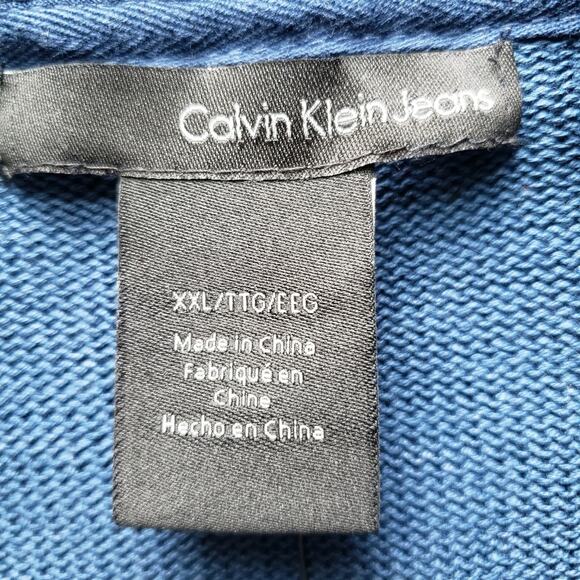 Calvin Klein Jeans
XXL/TTG/EEG
Made in China
Fabriqué en
Chine
Hecho en China